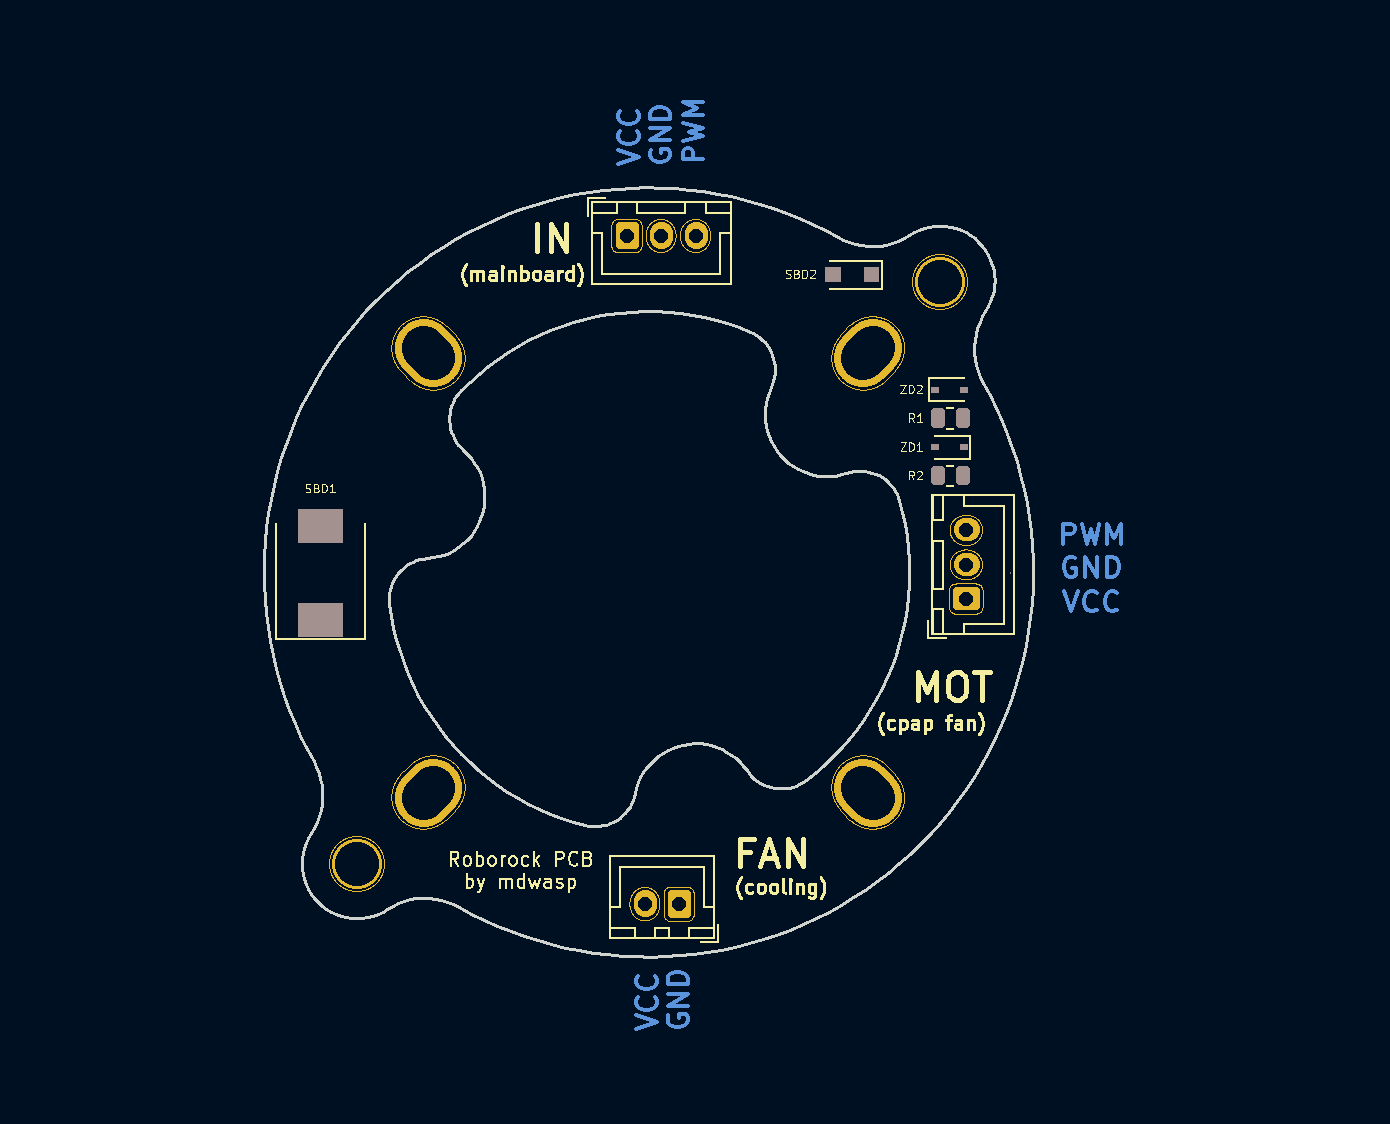 VCC
GND
PWM
IN
(mainboard)
SBD2
ZD2
R1
ZD1
R2
SBD1
PWM
GND
VCC
MOT
(cpap fan)
FAN
(cooling)
Roborock PCB
by mdwasp
VCC
GND